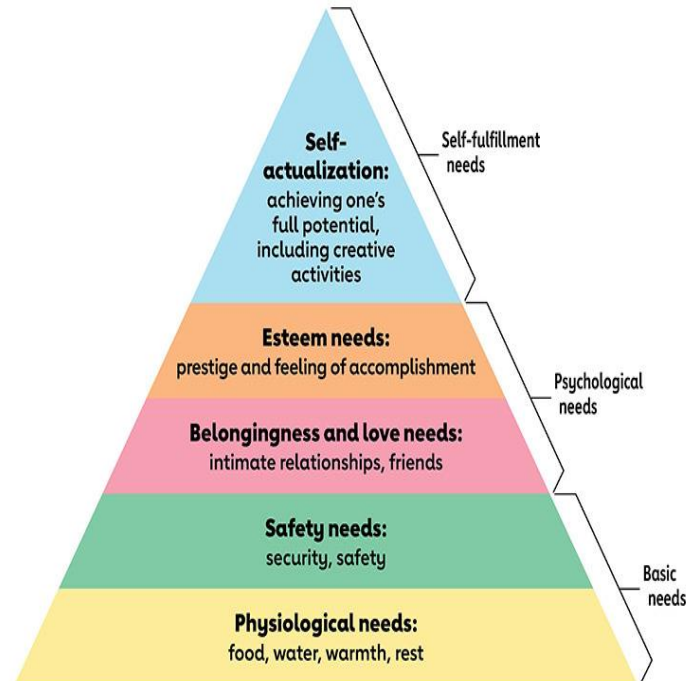 Self-
actualization:
achieving one's
full potential,
including creative
activities
Self-fulfillment
needs
Esteem needs:
prestige and feeling of accomplishment
Psychological
needs
Belongingness and love needs:
intimate relationships, friends
Safety needs:
security, safety
Basic
needs
Physiological needs:
food, water, warmth, rest